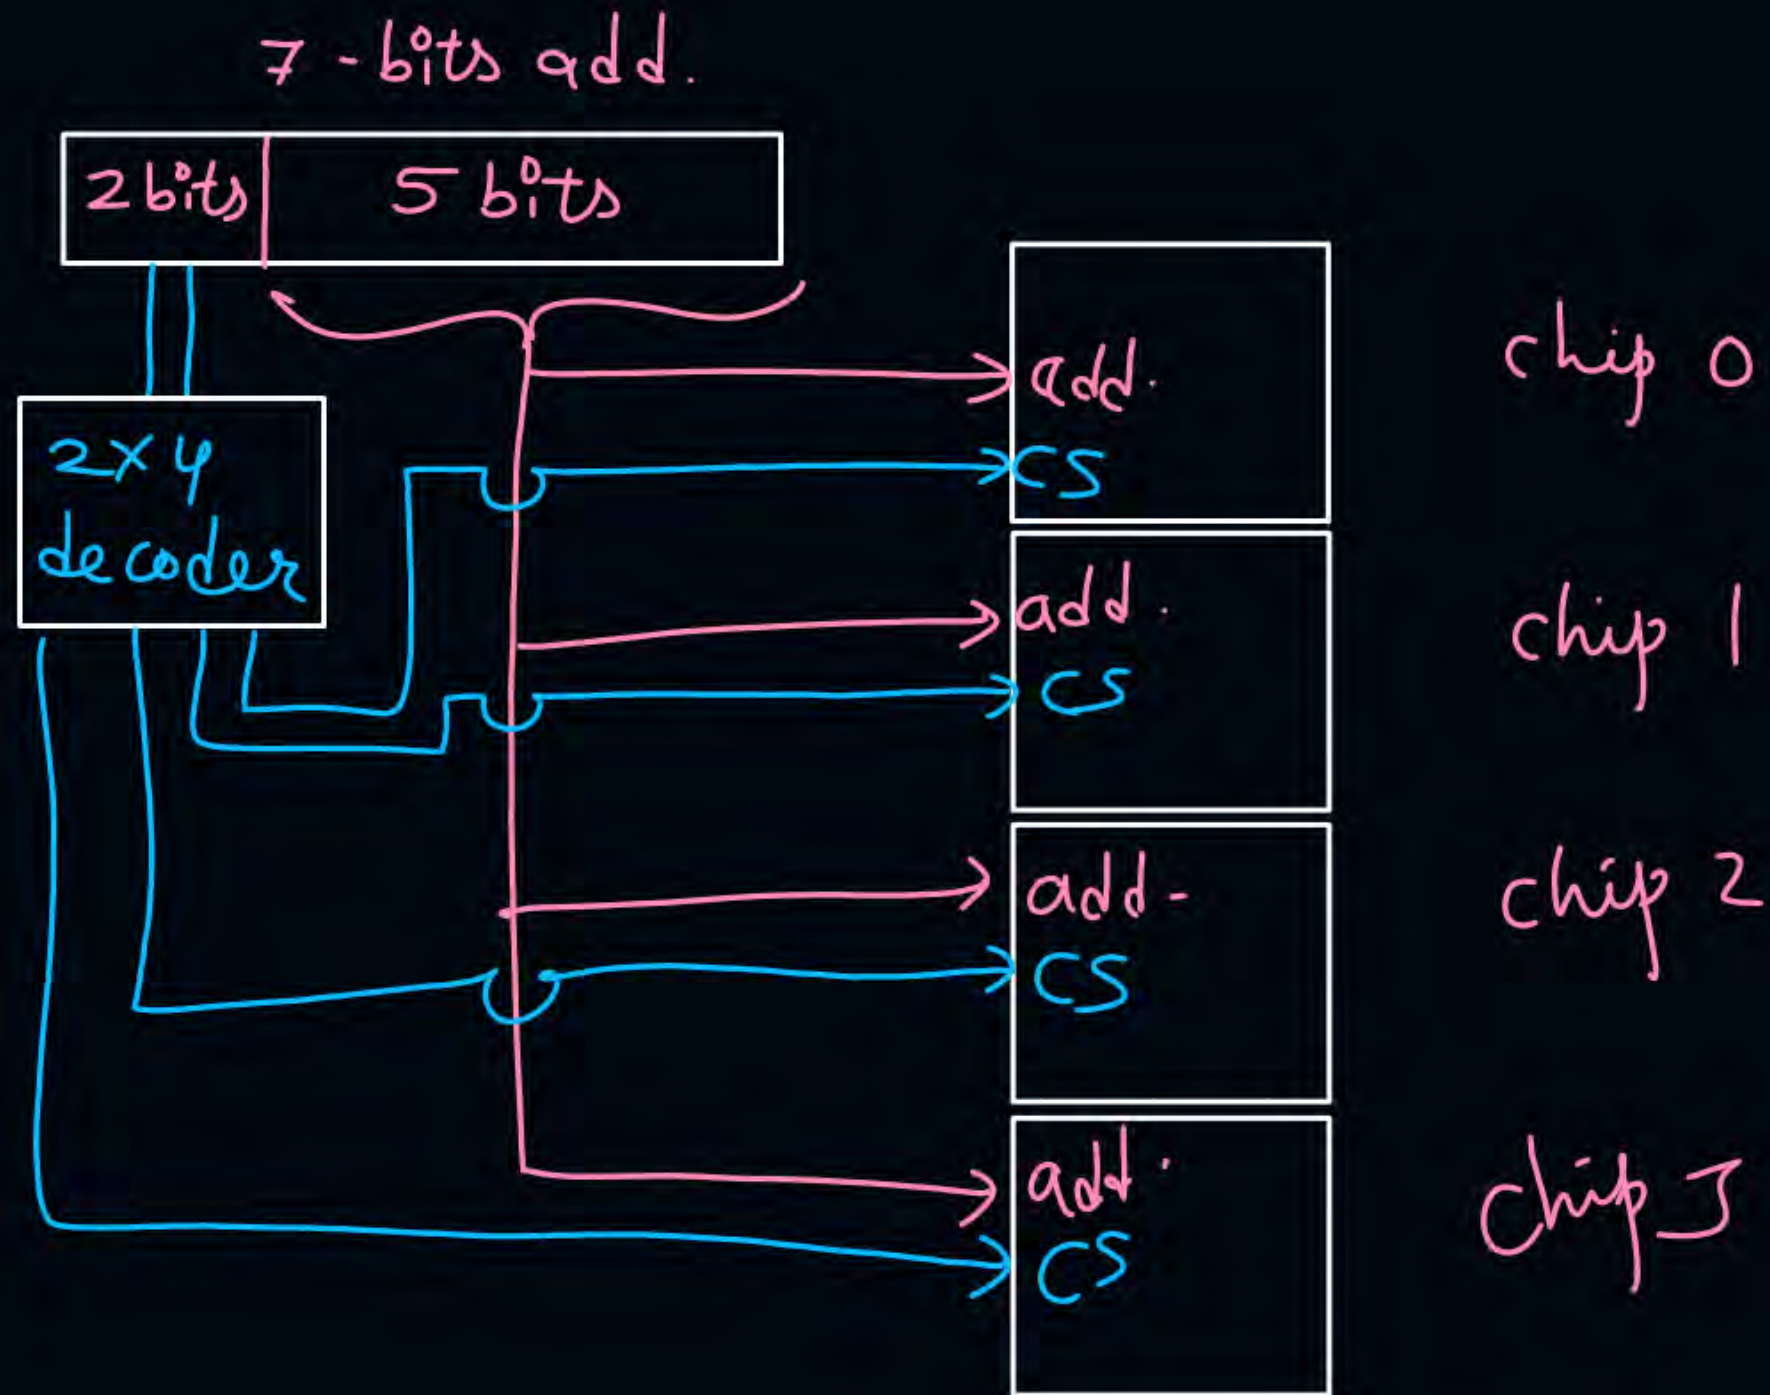 7 - bits add.
2 bits 5 bits
2x4
decoder
add.
CS
chip 0
add.
CS
chip 1
add-
CS
chip 2
add.
CS
chip 3